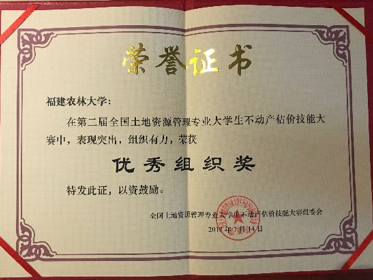 荣誉证书
福建农林大学：
在第二届全国土地资源管理专业大学生不动产估价技能大
赛中，表现突出，组织有力，荣获
优秀组织奖
特发此证，以资鼓励。
全国土地资源管理专业大学生不动产估价技能大赛组委会